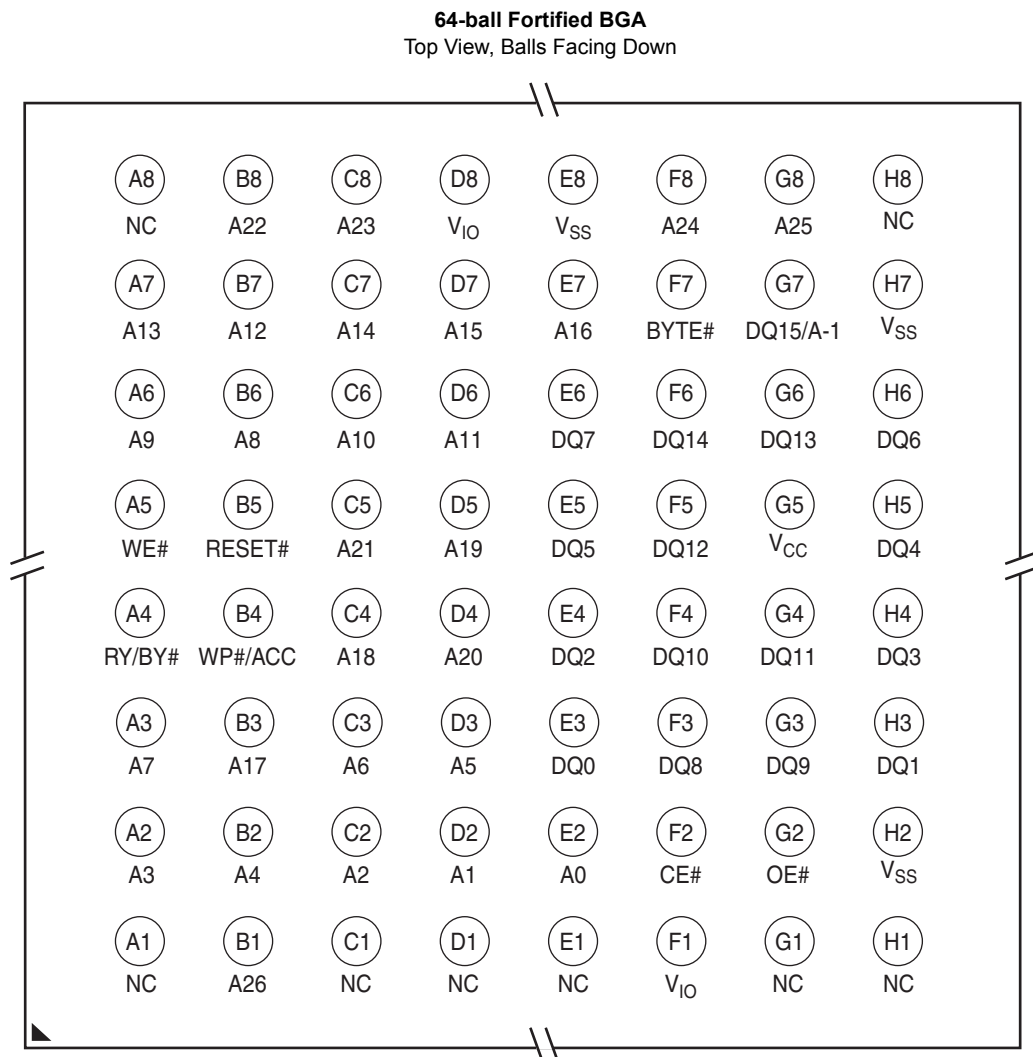 64-ball Fortified BGA
Top View, Balls Facing Down
A8 B8 C8 D8 E8 F8 G8 H8
NC A22 A23 VIO VSS A24 A25 NC
A7 B7 C7 D7 E7 F7 G7 H7
A13 A12 A14 A15 A16 BYTE# DQ15/A-1 VSS
A6 B6 C6 D6 E6 F6 G6 H6
A9 A8 A10 A11 DQ7 DQ14 DQ13 DQ6
A5 B5 C5 D5 E5 F5 G5 H5
WE# RESET# A21 A19 DQ5 DQ12 VCC DQ4
A4 B4 C4 D4 E4 F4 G4 H4
RY/BY# WP#/ACC A18 A20 DQ2 DQ10 DQ11 DQ3
A3 B3 C3 D3 E3 F3 G3 H3
A7 A17 A6 A5 DQ0 DQ8 DQ9 DQ1
A2 B2 C2 D2 E2 F2 G2 H2
A3 A4 A2 A1 A0 CE# OE# VSS
A1 B1 C1 D1 E1 F1 G1 H1
NC A26 NC NC NC VIO NC NC